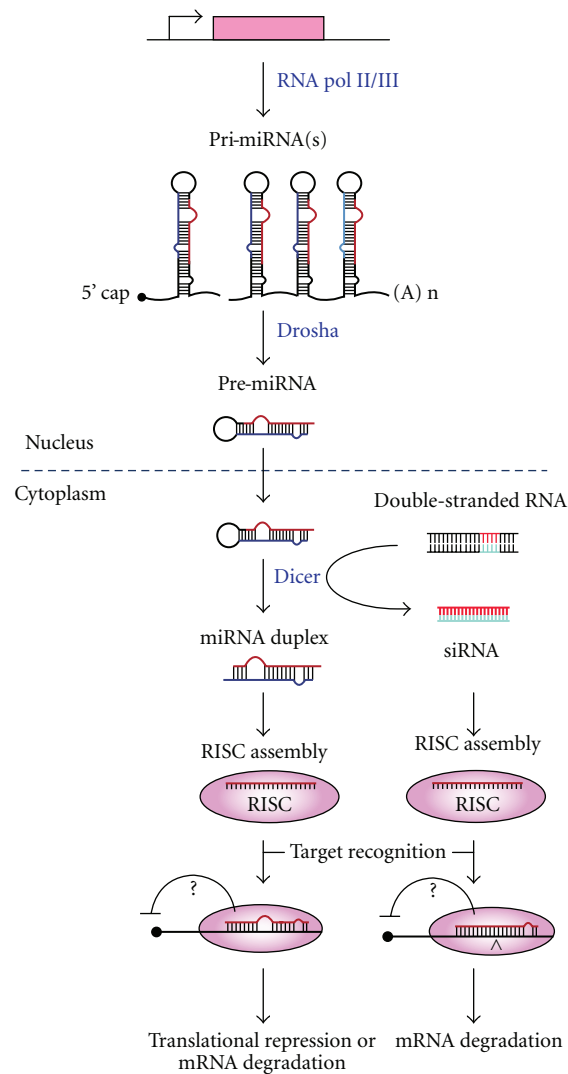 RNA pol II/III
Pri-miRNA(s)
5' cap
(A) n
Drosha
Pre-miRNA
Nucleus
Cytoplasm
Double-stranded RNA
Dicer
miRNA duplex
siRNA
RISC assembly
RISC assembly
RISC
RISC
Target recognition
?
?
^
Translational repression or
mRNA degradation
mRNA degradation